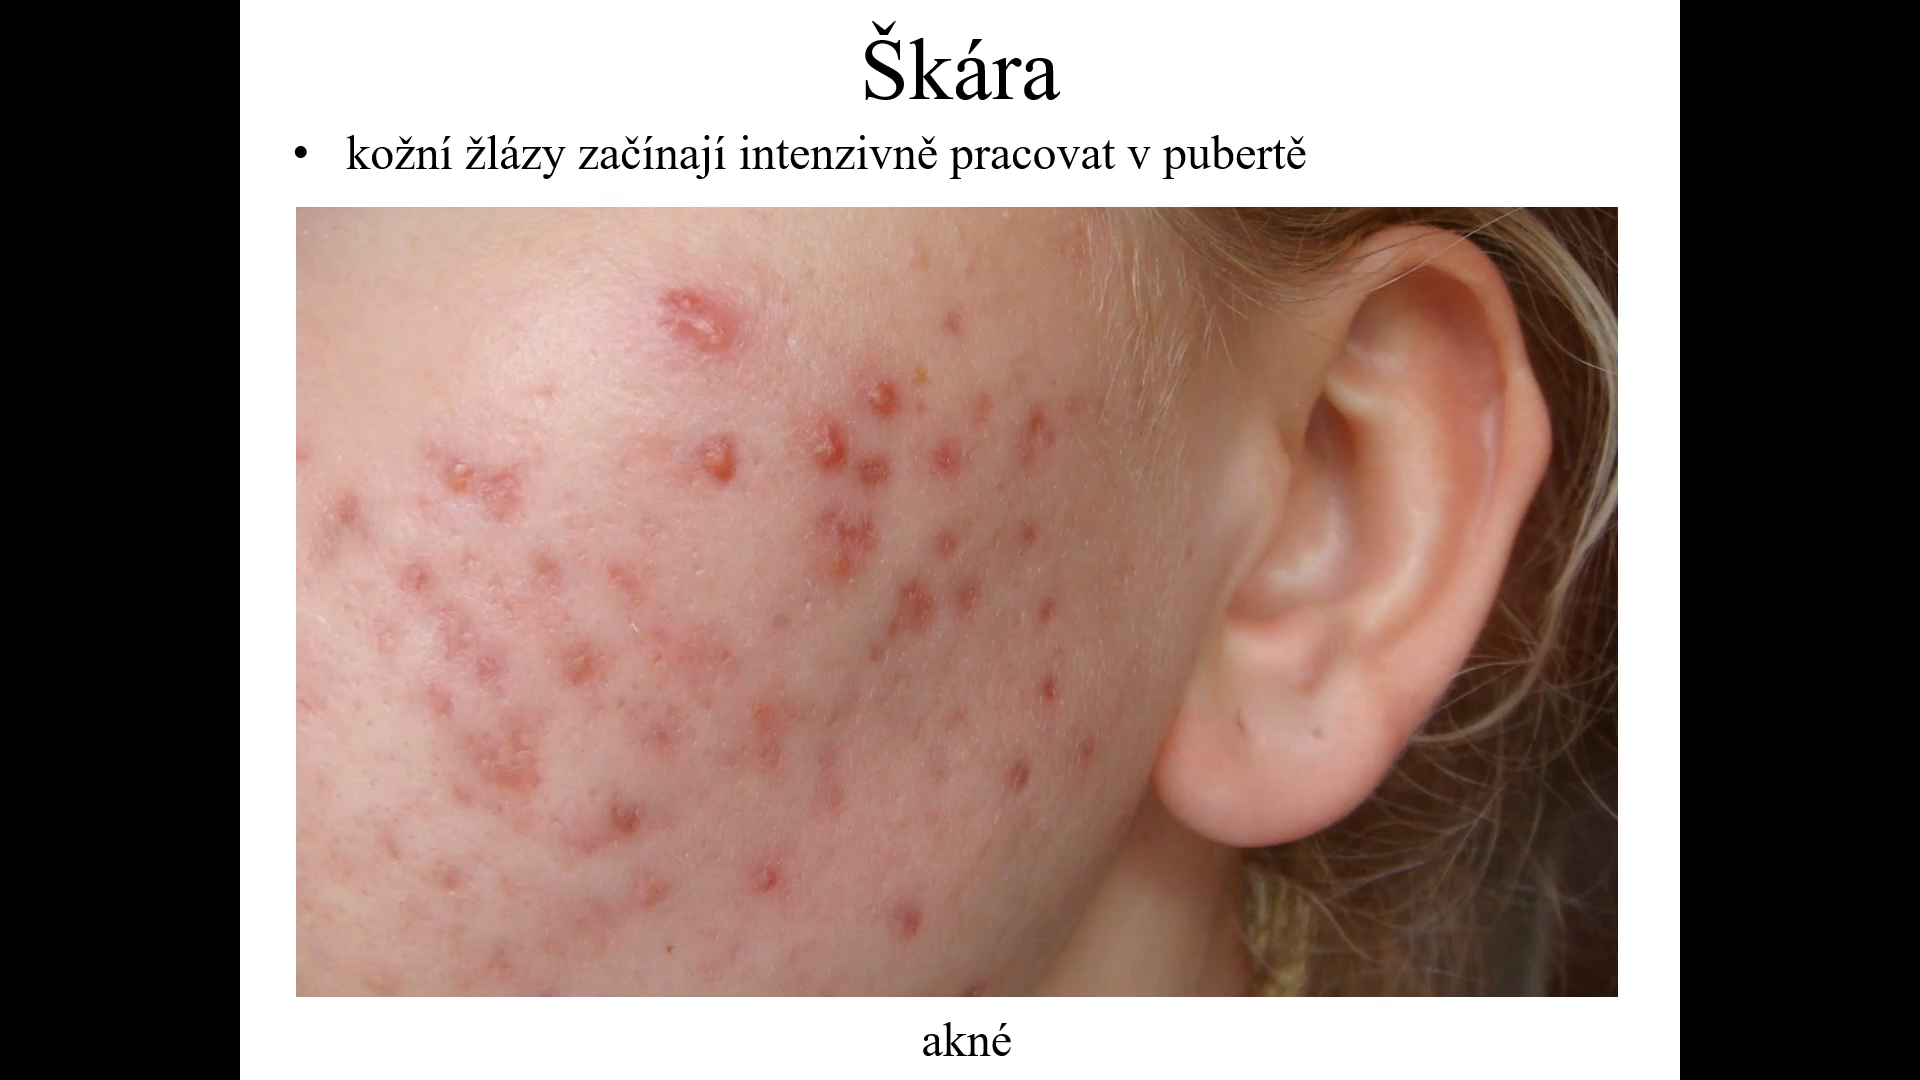 Škára
• kožní žlázy začínají intenzivně pracovat v pubertě
akné